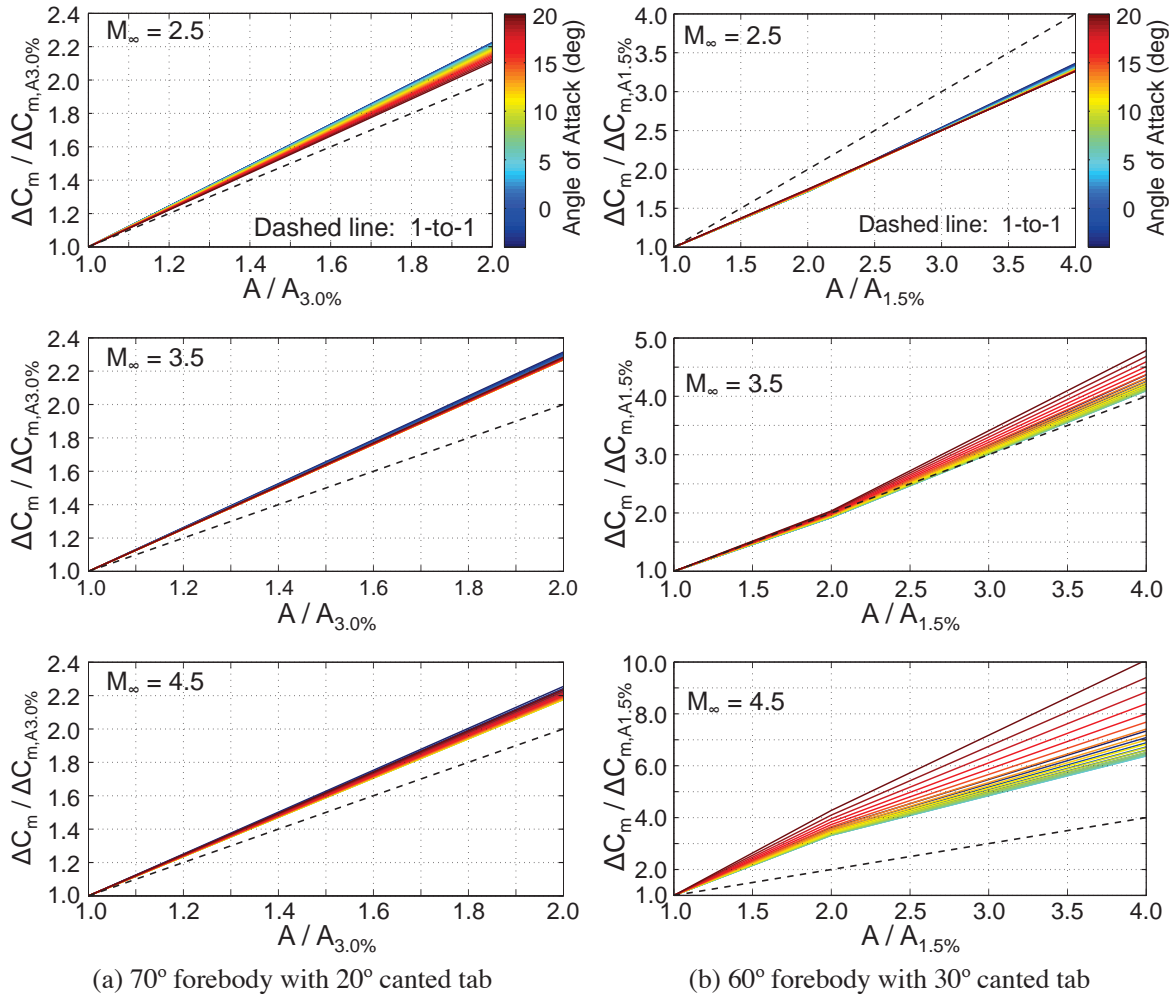 M∞ = 2.5
ΔCm / ΔCm,A3.0%
2.4
2.2
2.0
1.8
1.6
1.4
1.2
1.0
Dashed line: 1-to-1
1.0 1.2 1.4 1.6 1.8 2.0
A / A3.0%
20
15
10
5
0
Angle of Attack (deg)
M∞ = 2.5
ΔCm / ΔCm,A1.5%
4.0
3.5
3.0
2.5
2.0
1.5
1.0
Dashed line: 1-to-1
1.0 1.5 2.0 2.5 3.0 3.5 4.0
A / A1.5%
20
15
10
5
0
Angle of Attack (deg)
M∞ = 3.5
ΔCm / ΔCm,A3.0%
2.4
2.2
2.0
1.8
1.6
1.4
1.2
1.0
1.0 1.2 1.4 1.6 1.8 2.0
A / A3.0%
M∞ = 3.5
ΔCm / ΔCm,A1.5%
5.0
4.0
3.0
2.0
1.0
1.0 1.5 2.0 2.5 3.0 3.5 4.0
A / A1.5%
M∞ = 4.5
ΔCm / ΔCm,A3.0%
2.4
2.2
2.0
1.8
1.6
1.4
1.2
1.0
1.0 1.2 1.4 1.6 1.8 2.0
A / A3.0%
M∞ = 4.5
ΔCm / ΔCm,A1.5%
10.0
8.0
6.0
4.0
2.0
1.0
1.0 1.5 2.0 2.5 3.0 3.5 4.0
A / A1.5%
(a) 70° forebody with 20° canted tab
(b) 60° forebody with 30° canted tab